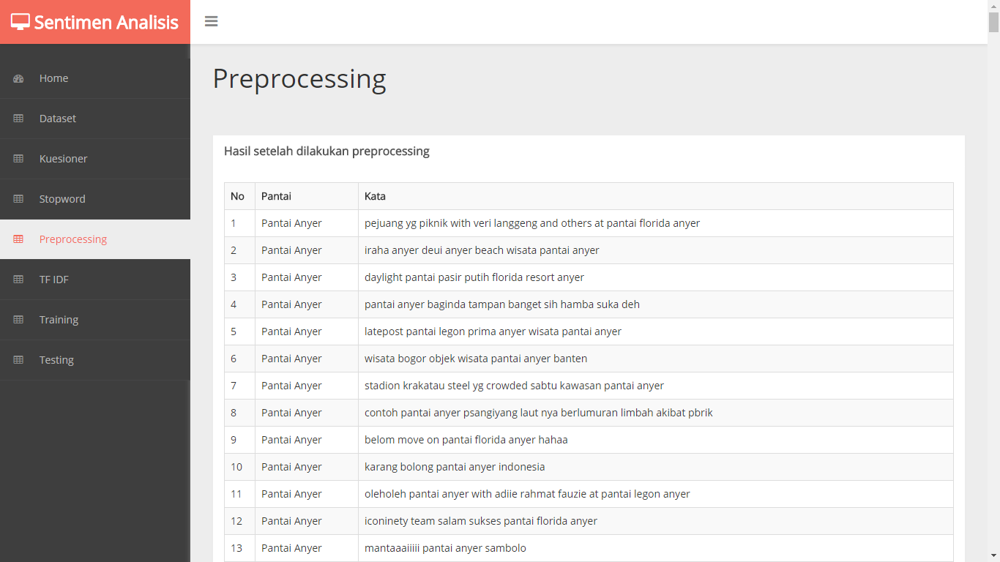 Sentimen Analisis
Home
Dataset
Kuesioner
Stopword
Preprocessing
TF IDF
Training
Testing
Preprocessing
Hasil setelah dilakukan preprocessing
No Pantai Kata
1 Pantai Anyer pejuang yg piknik with veri langgeng and others at pantai florida anyer
2 Pantai Anyer iraha anyer deui anyer beach wisata pantai anyer
3 Pantai Anyer daylight pantai pasir putih florida resort anyer
4 Pantai Anyer pantai anyer baginda tampan banget sih hamba suka deh
5 Pantai Anyer latepost pantai legon prima anyer wisata pantai anyer
6 Pantai Anyer wisata bogor objek wisata pantai anyer banten
7 Pantai Anyer stadion krakatau steel yg crowded sabtu kawasan pantai anyer
8 Pantai Anyer contoh pantai anyer psangiyang laut nya berlumuran limbah akibat pbrik
9 Pantai Anyer belom move on pantai florida anyer hahaa
10 Pantai Anyer karang bolong pantai anyer indonesia
11 Pantai Anyer oleholeh pantai anyer with adiie rahmat fauzie at pantai legon anyer
12 Pantai Anyer iconinety team salam sukses pantai florida anyer
13 Pantai Anyer mantaaaiiiii pantai anyer sambolo